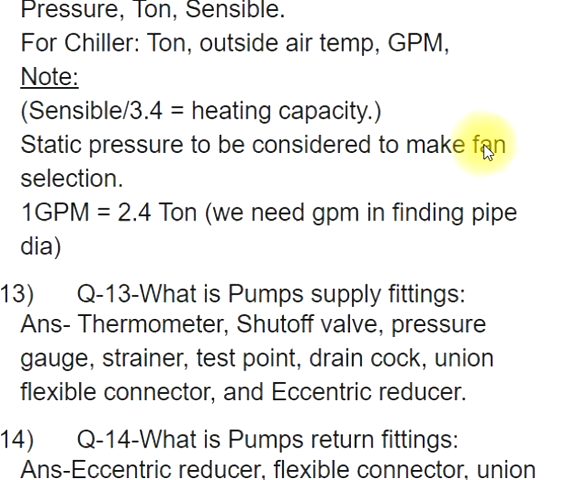 Pressure, Ton, Sensible.
For Chiller: Ton, outside air temp, GPM,
Note:
(Sensible/3.4 = heating capacity.)
Static pressure to be considered to make fan
selection.
1GPM = 2.4 Ton (we need gpm in finding pipe
dia)
13) Q-13-What is Pumps supply fittings:
Ans- Thermometer, Shutoff valve, pressure
gauge, strainer, test point, drain cock, union
flexible connector, and Eccentric reducer.
14) Q-14-What is Pumps return fittings:
Ans-Eccentric reducer, flexible connector, union